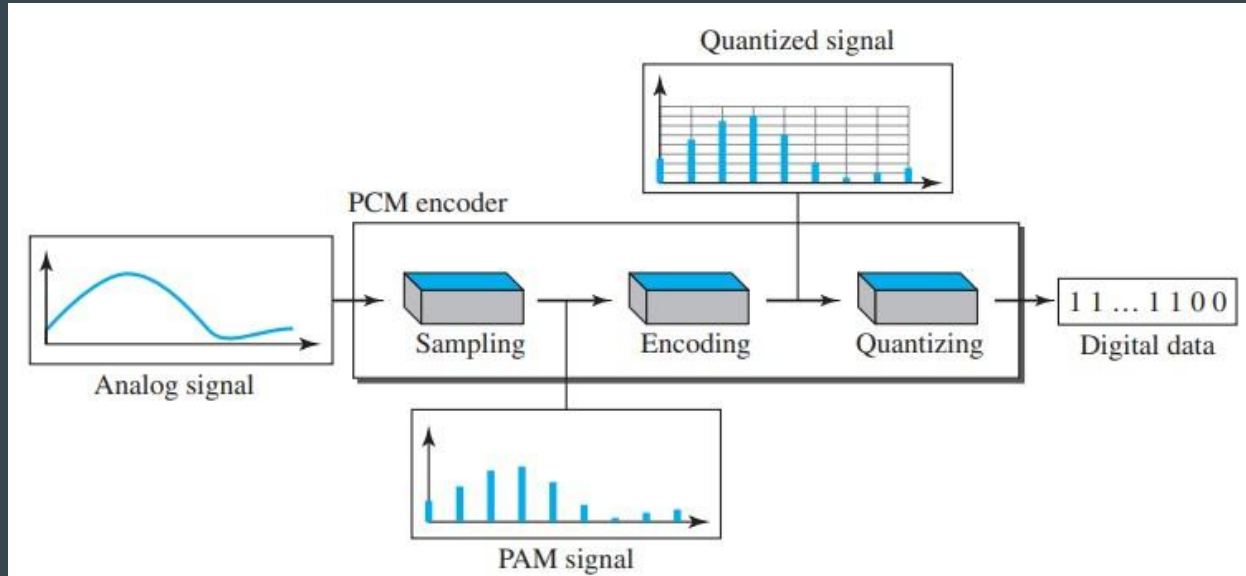 Quantized signal
PCM encoder
Sampling
Encoding
Quantizing
1 1 ... 1 1 0 0
Digital data
Analog signal
PAM signal